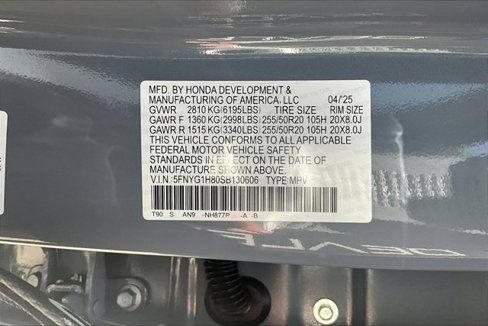 MFD. BY HONDA DEVELOPMENT &
MANUFACTURING OF AMERICA, LLC 04/'25
GVWR 2810 KG(6195LBS) TIRE SIZE RIM SIZE
GAWR F 1360 KG(2998LBS) 255/50R20 105H 20X8.0J
GAWR R 1515 KG(3340LBS) 255/50R20 105H 20X8.0J
THIS VEHICLE CONFORMS TO ALL APPLICABLE
FEDERAL MOTOR VEHICLE SAFETY
STANDARDS IN EFFECT ON THE DATE OF
MANUFACTURE SHOWN ABOVE.
V.I.N.: 5FNYG1H80SB130606 TYPE MPV
T90 S AN9 -NH877P -A -B